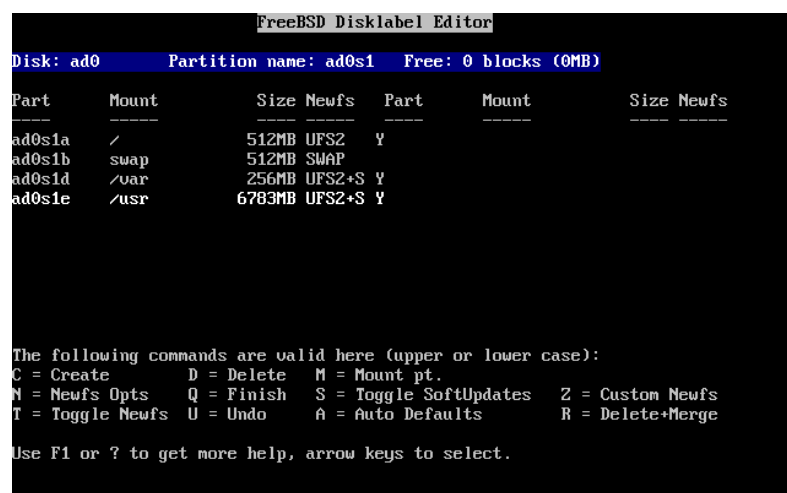 FreeBSD Disklabel Editor
Disk: ad0       Partition name: ad0s1   Free: 0 blocks (0MB)
Part      Mount          Size Newfs   Part      Mount          Size Newfs
----      -----          ---- -----   ----      -----          ---- -----
ad0s1a    /             512MB UFS2   Y
ad0s1b    swap          512MB SWAP
ad0s1d    /var          256MB UFS2+S Y
ad0s1e    /usr         6783MB UFS2+S Y
The following commands are valid here (upper or lower case):
C = Create        D = Delete   M = Mount pt.
N = Newfs Opts    Q = Finish   S = Toggle SoftUpdates   Z = Custom Newfs
T = Toggle Newfs  U = Undo     A = Auto Defaults        R = Delete+Merge
Use F1 or ? to get more help, arrow keys to select.